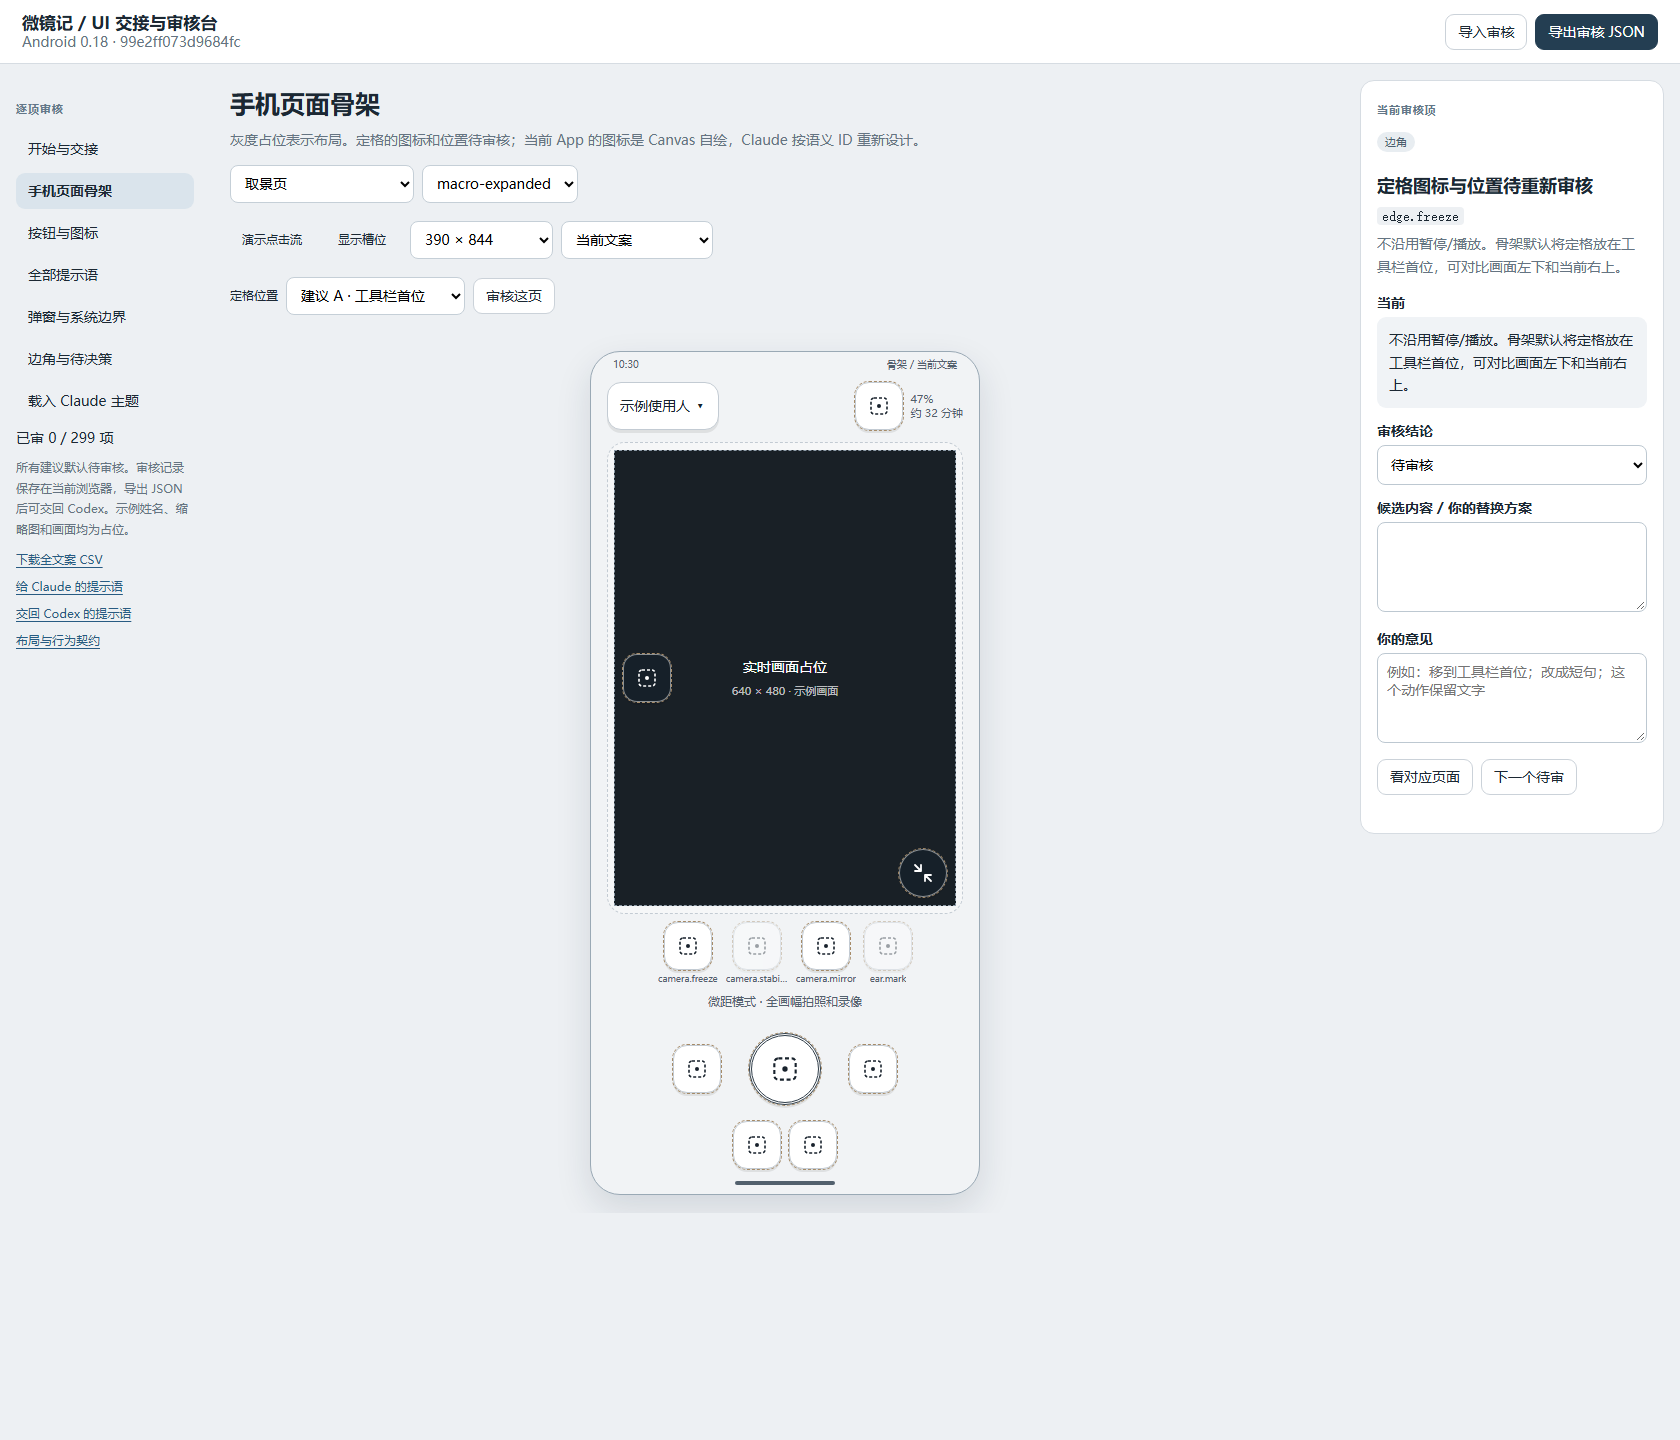 微镜记 / UI 交接与审核台
Android 0.18 · 99e2ff073d9684fc
导入审核
导出审核 JSON
逐项审核
开始与交接
手机页面骨架
按钮与图标
全部提示语
弹窗与系统边界
边角与待决策
载入 Claude 主题
已审 0 / 299 项
所有建议默认待审核。审核记录
保存在当前浏览器，导出 JSON
后可交回 Codex。示例姓名、缩
略图和画面均为占位。
下载全文案 CSV
给 Claude 的提示语
交回 Codex 的提示语
布局与行为契约
手机页面骨架
灰度占位表示布局。定格的图标和位置待审核；当前 App 的图标是 Canvas 自绘，Claude 按语义 ID 重新设计。
取景页
macro-expanded
演示点击流
显示槽位
390 × 844
当前文案
定格位置
建议 A · 工具栏首位
审核这页
10:30
骨架 / 当前文案
示例使用人
47%
约 32 分钟
实时画面占位
640 × 480 · 示例画面
camera.freeze
camera.stabi...
camera.mirror
ear.mark
微距模式 · 全画幅拍照和录像
当前审核项
边角
定格图标与位置待重新审核
edge.freeze
不沿用暂停/播放。骨架默认将定格放在工
具栏首位，可对比画面左下和当前右上。
当前
不沿用暂停/播放。骨架默认将定格放在
工具栏首位，可对比画面左下和当前右
上。
审核结论
待审核
候选内容 / 你的替换方案
你的意见
例如：移到工具栏首位；改成短句；这
个动作保留文字
看对应页面
下一个待审